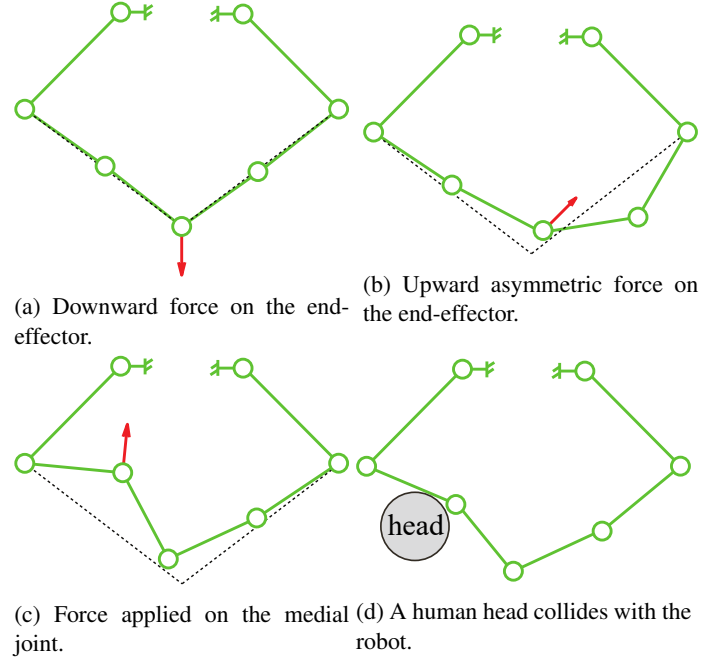 (a) Downward force on the end-
effector.
(b) Upward asymmetric force on
the end-effector.
head
(c) Force applied on the medial
joint.
(d) A human head collides with the
robot.